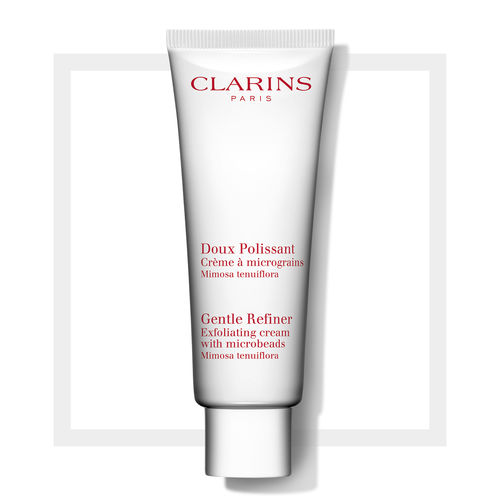 CLARINS
PARIS
Doux Polissant
Crème à micrograins
Mimosa tenuiflora
Gentle Refiner
Exfoliating cream
with microbeads
Mimosa tenuiflora